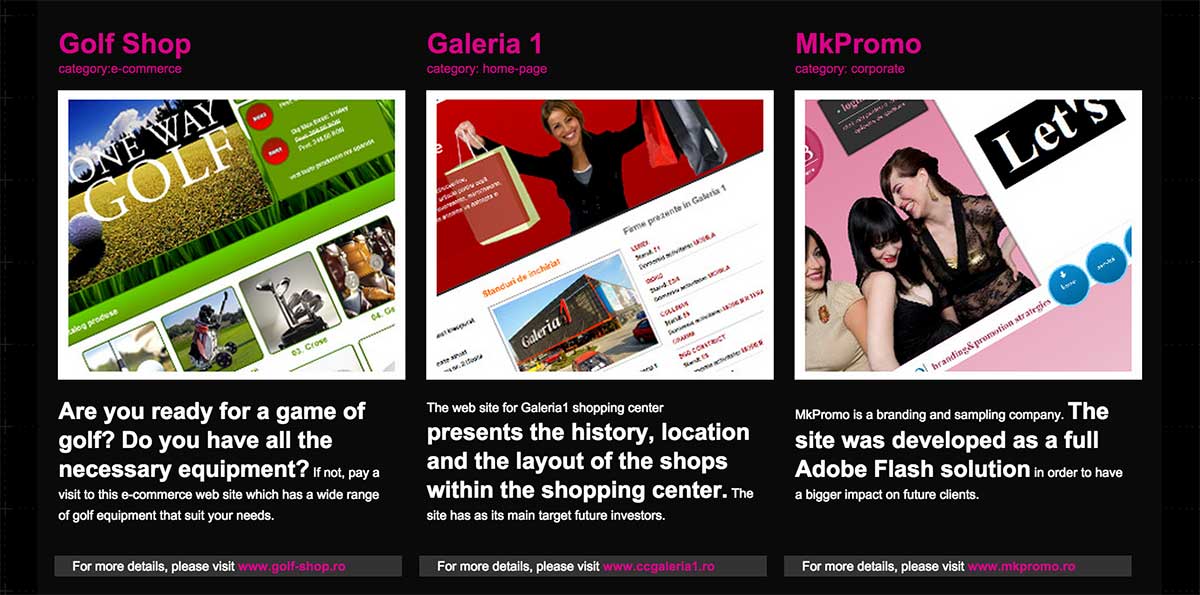 Golf Shop
category:e-commerce
ONE WAY
GOLF
catalog produse
03. Crose
Are you ready for a game of
golf? Do you have all the
necessary equipment? If not, pay a
visit to this e-commerce web site which has a wide range
of golf equipment that suit your needs.
For more details, please visit www.golf-shop.ro
Galeria 1
category: home-page
Firme prezente in Galeria 1
Standuri de inchiriat
Galeria 1
The web site for Galeria1 shopping center
presents the history, location
and the layout of the shops
within the shopping center. The
site has as its main target future investors.
For more details, please visit www.ccgaleria1.ro
MkPromo
category: corporate
Let's
branding&promotion strategies
MkPromo is a branding and sampling company. The
site was developed as a full
Adobe Flash solution in order to have
a bigger impact on future clients.
For more details, please visit www.mkpromo.ro